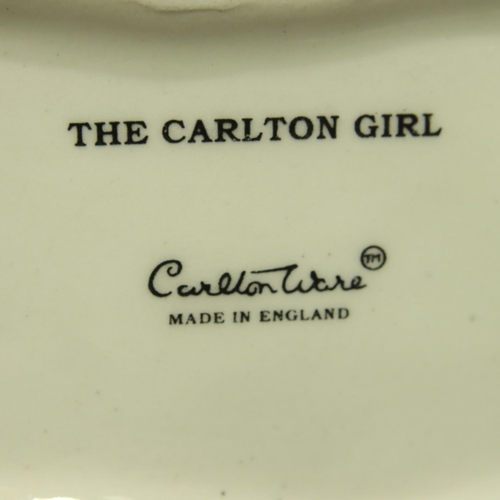 THE CARLTON GIRL
Carlton Ware TM
MADE IN ENGLAND